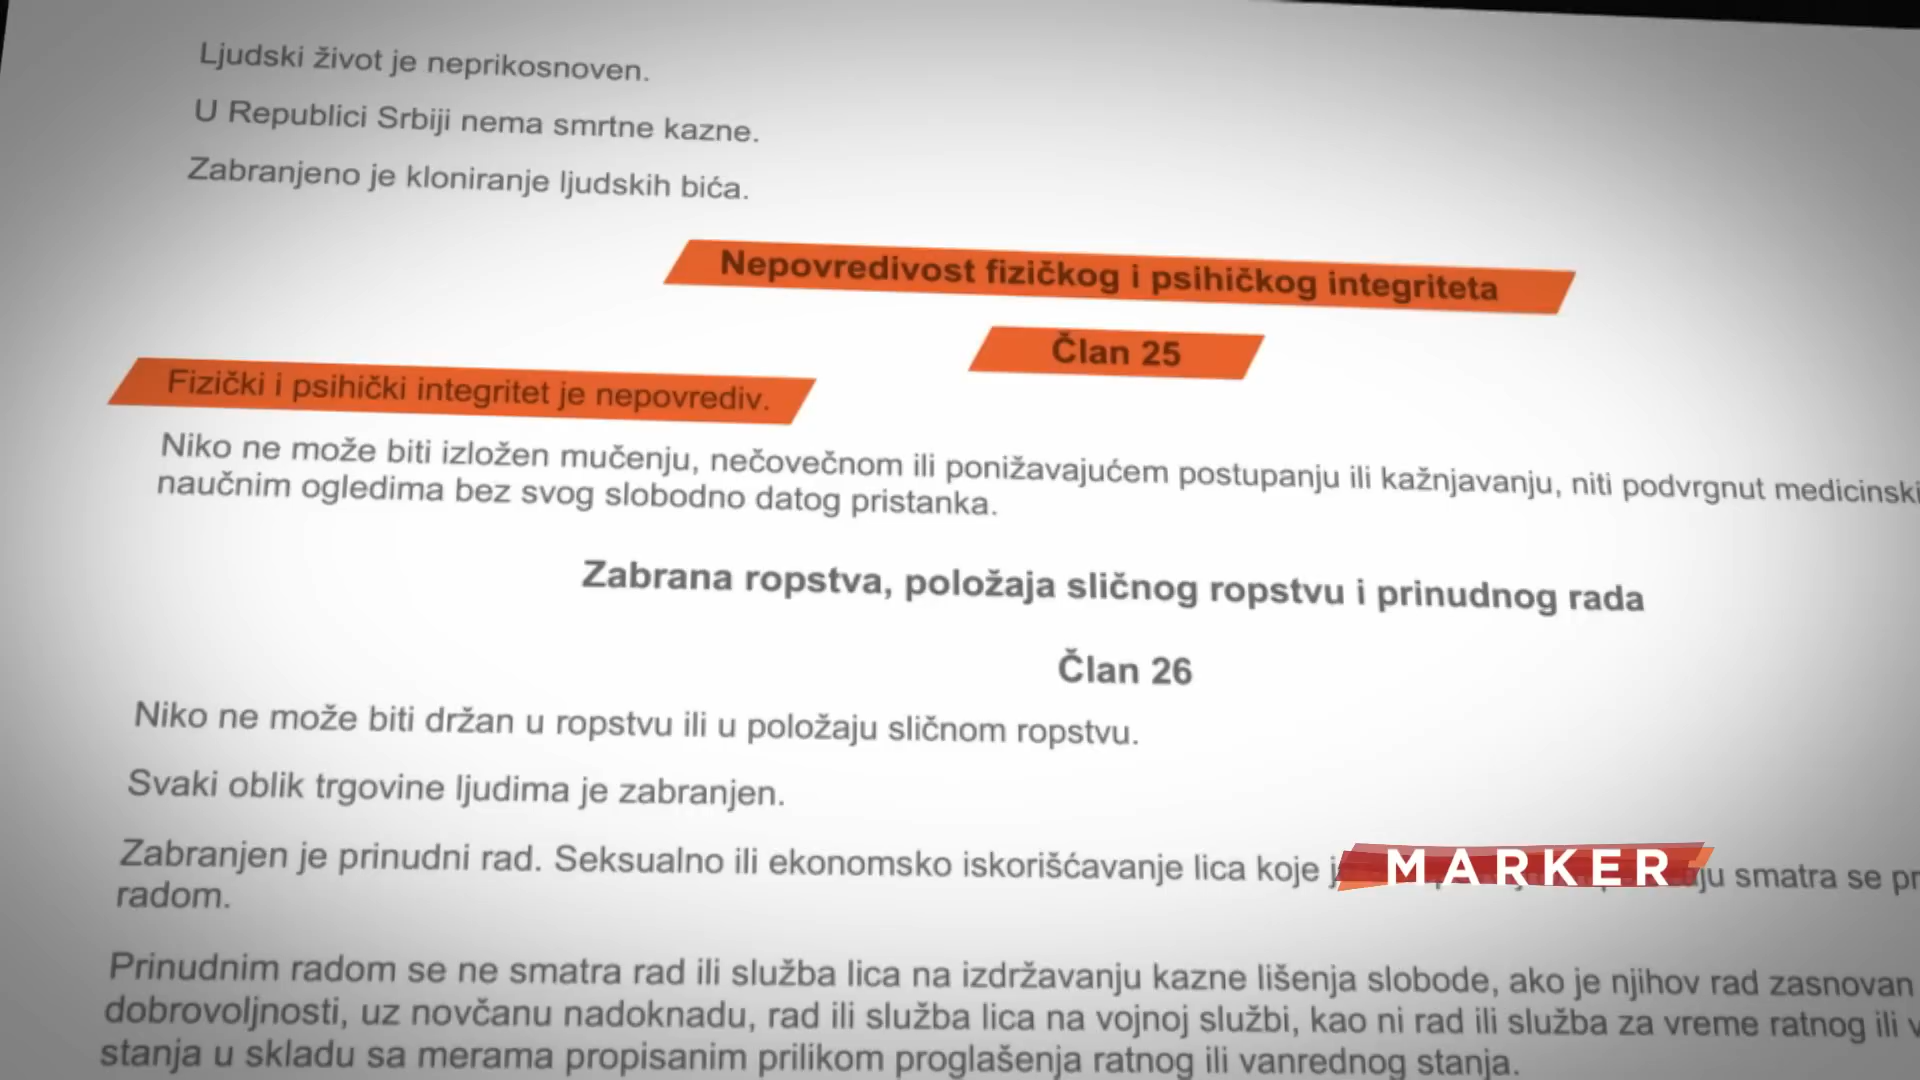 Ljudski život je neprikosnoven.
U Republici Srbiji nema smrtne kazne.
Zabranjeno je kloniranje ljudskih bića.
Nepovredivost fizičkog i psihičkog integriteta
Član 25
Fizički i psihički integritet je nepovrediv.
Niko ne može biti izložen mučenju, nečovečnom ili ponižavajućem postupanju ili kažnjavanju, niti podvrgnut medicinski
naučnim ogledima bez svog slobodno datog pristanka.
Zabrana ropstva, položaja sličnog ropstvu i prinudnog rada
Član 26
Niko ne može biti držan u ropstvu ili u položaju sličnom ropstvu.
Svaki oblik trgovine ljudima je zabranjen.
Zabranjen je prinudni rad. Seksualno ili ekonomsko iskorišćavanje lica koje smatra se
MARKER
radom.
Prinudnim radom se ne smatra rad ili služba lica na izdržavanju kazne lišenja slobode, ako je njihov rad zasnovan
dobrovoljnosti, uz novčanu nadoknadu, rad ili služba lica na vojnoj službi, kao ni rad ili služba za vreme ratnog ili
stanja u skladu sa merama propisanim prilikom proglašenja ratnog ili vanrednog stanja.